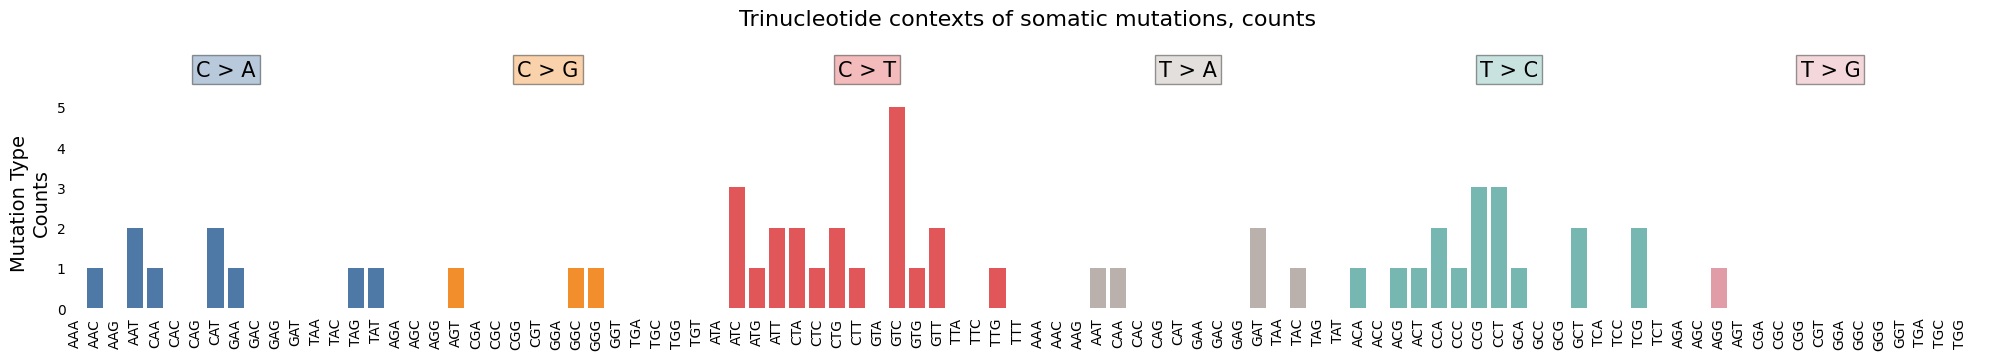 Trinucleotide contexts of somatic mutations, counts
C > A C > G C > T T > A T > C T > G
Mutation Type
Counts
5
4
3
2
1
0
AAA AAC AAG AAT CAA CAC CAG CAT GAA GAC GAG GAT TAA TAC TAG TAT AGA AGC AGG AGT CGA CGC CGG CGT GGA GGC GGG GGT TGA TGC TGG TGT ATA ATC ATG ATT CTA CTC CTG CTT GTA GTC GTG GTT TTA TTC TTG TTT AAA AAC AAG AAT CAA CAC CAG CAT GAA GAC GAG GAT TAA TAC TAG TAT ACA ACC ACG ACT CCA CCC CCG CCT GCA GCC GCG GCT TCA TCC TCG TCT AGA AGC AGG AGT CGA CGC CGG CGT GGA GGC GGG GGT TGA TGC TGG